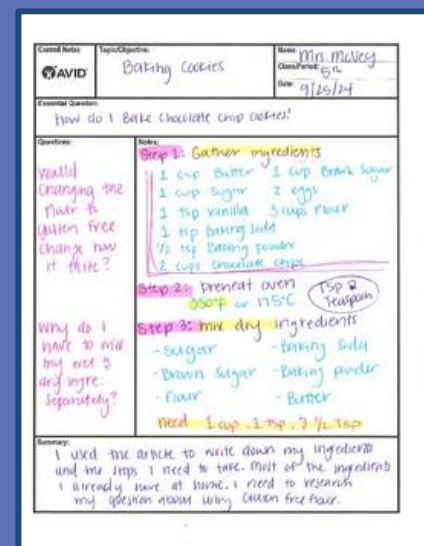 Cornell Notes
AVID
Topic/Objective:
Baking Cookies
Name: Mrs. McVey
Class/Period: 5th
Date: 9/25/24
Essential Question:
How do I Bake Chocolate chip cookies?
Questions:
Would
Changing the
flour to
gluten free
change how
it
Why do I
have to mix
my wet &
dry ingre.
Separately?
Notes:
Step 1: Gather ingredients
1 cup Butter 1 cup Brown Sugar
1 cup Sugar 2 eggs
1 tsp vanilla 3 cups flour
1 tsp Baking Soda
1/2 tsp Baking powder
2 cups chocolate chips
Step 2: preheat oven
350°F or 175°C
Tsp
Teaspoon
Step 3: mix dry ingredients
- Sugar - Baking Soda
- Brown Sugar - Baking powder
- Flour - Butter
need 1 cup, 1 tsp, 3 1/2 Tsp
Summary:
I used the article to write down my ingredients
and the steps I need to take. Most of the ingredients
I already have at home. I need to research
my question about why Gluten free flour.